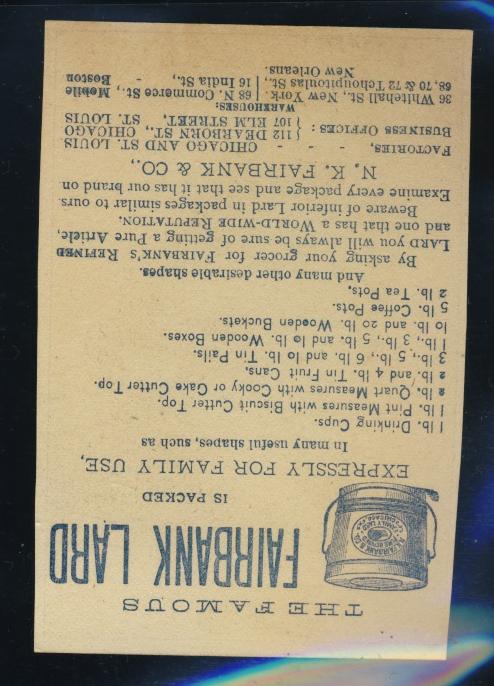 THE FAMOUS
FAIRBANK LARD
IS PACKED
EXPRESSLY FOR FAMILY USE,
In many useful shapes, such as
1 lb. Drinking Cups.
1 lb. Pint Measures with Biscuit Cutter Top.
2 lb. Quart Measures with Cooky or Cake Cutter Top.
2 lb. and 4 lb. Tin Fruit Cans,
3 lb., 5 lb., 6 lb. and 10 lb. Tin Pails.
1 lb., 3 lb., 5 lb. and 10 lb. Wooden Boxes
10 lb. and 20 lb. Wooden Buckets.
5 lb. Coffee Pots.
2 lb. Tea Pots,
And many other desirable shapes.
By asking your grocer for FAIRBANK'S REFINED
LARD you will always be sure of getting a Pure Article,
and one that has a WORLD-WIDE REPUTATION.
Beware of inferior Lard in packages similar to ours.
Examine every package and see that it has our brand on
N. K. FAIRBANK & CO.,
FACTORIES, - - - CHICAGO AND ST. LOUIS
BUSINESS OFFICES: { 112 DEARBORN ST., CHICAGO
107 ELM STREET, ST. LOUIS
WAREHOUSES:
36 Whitehall St., New York. | 68 N. Commerce St., Mobile
68, 70 & 72 Tchoupitoulas St., | 16 India St., - Boston
New Orleans.